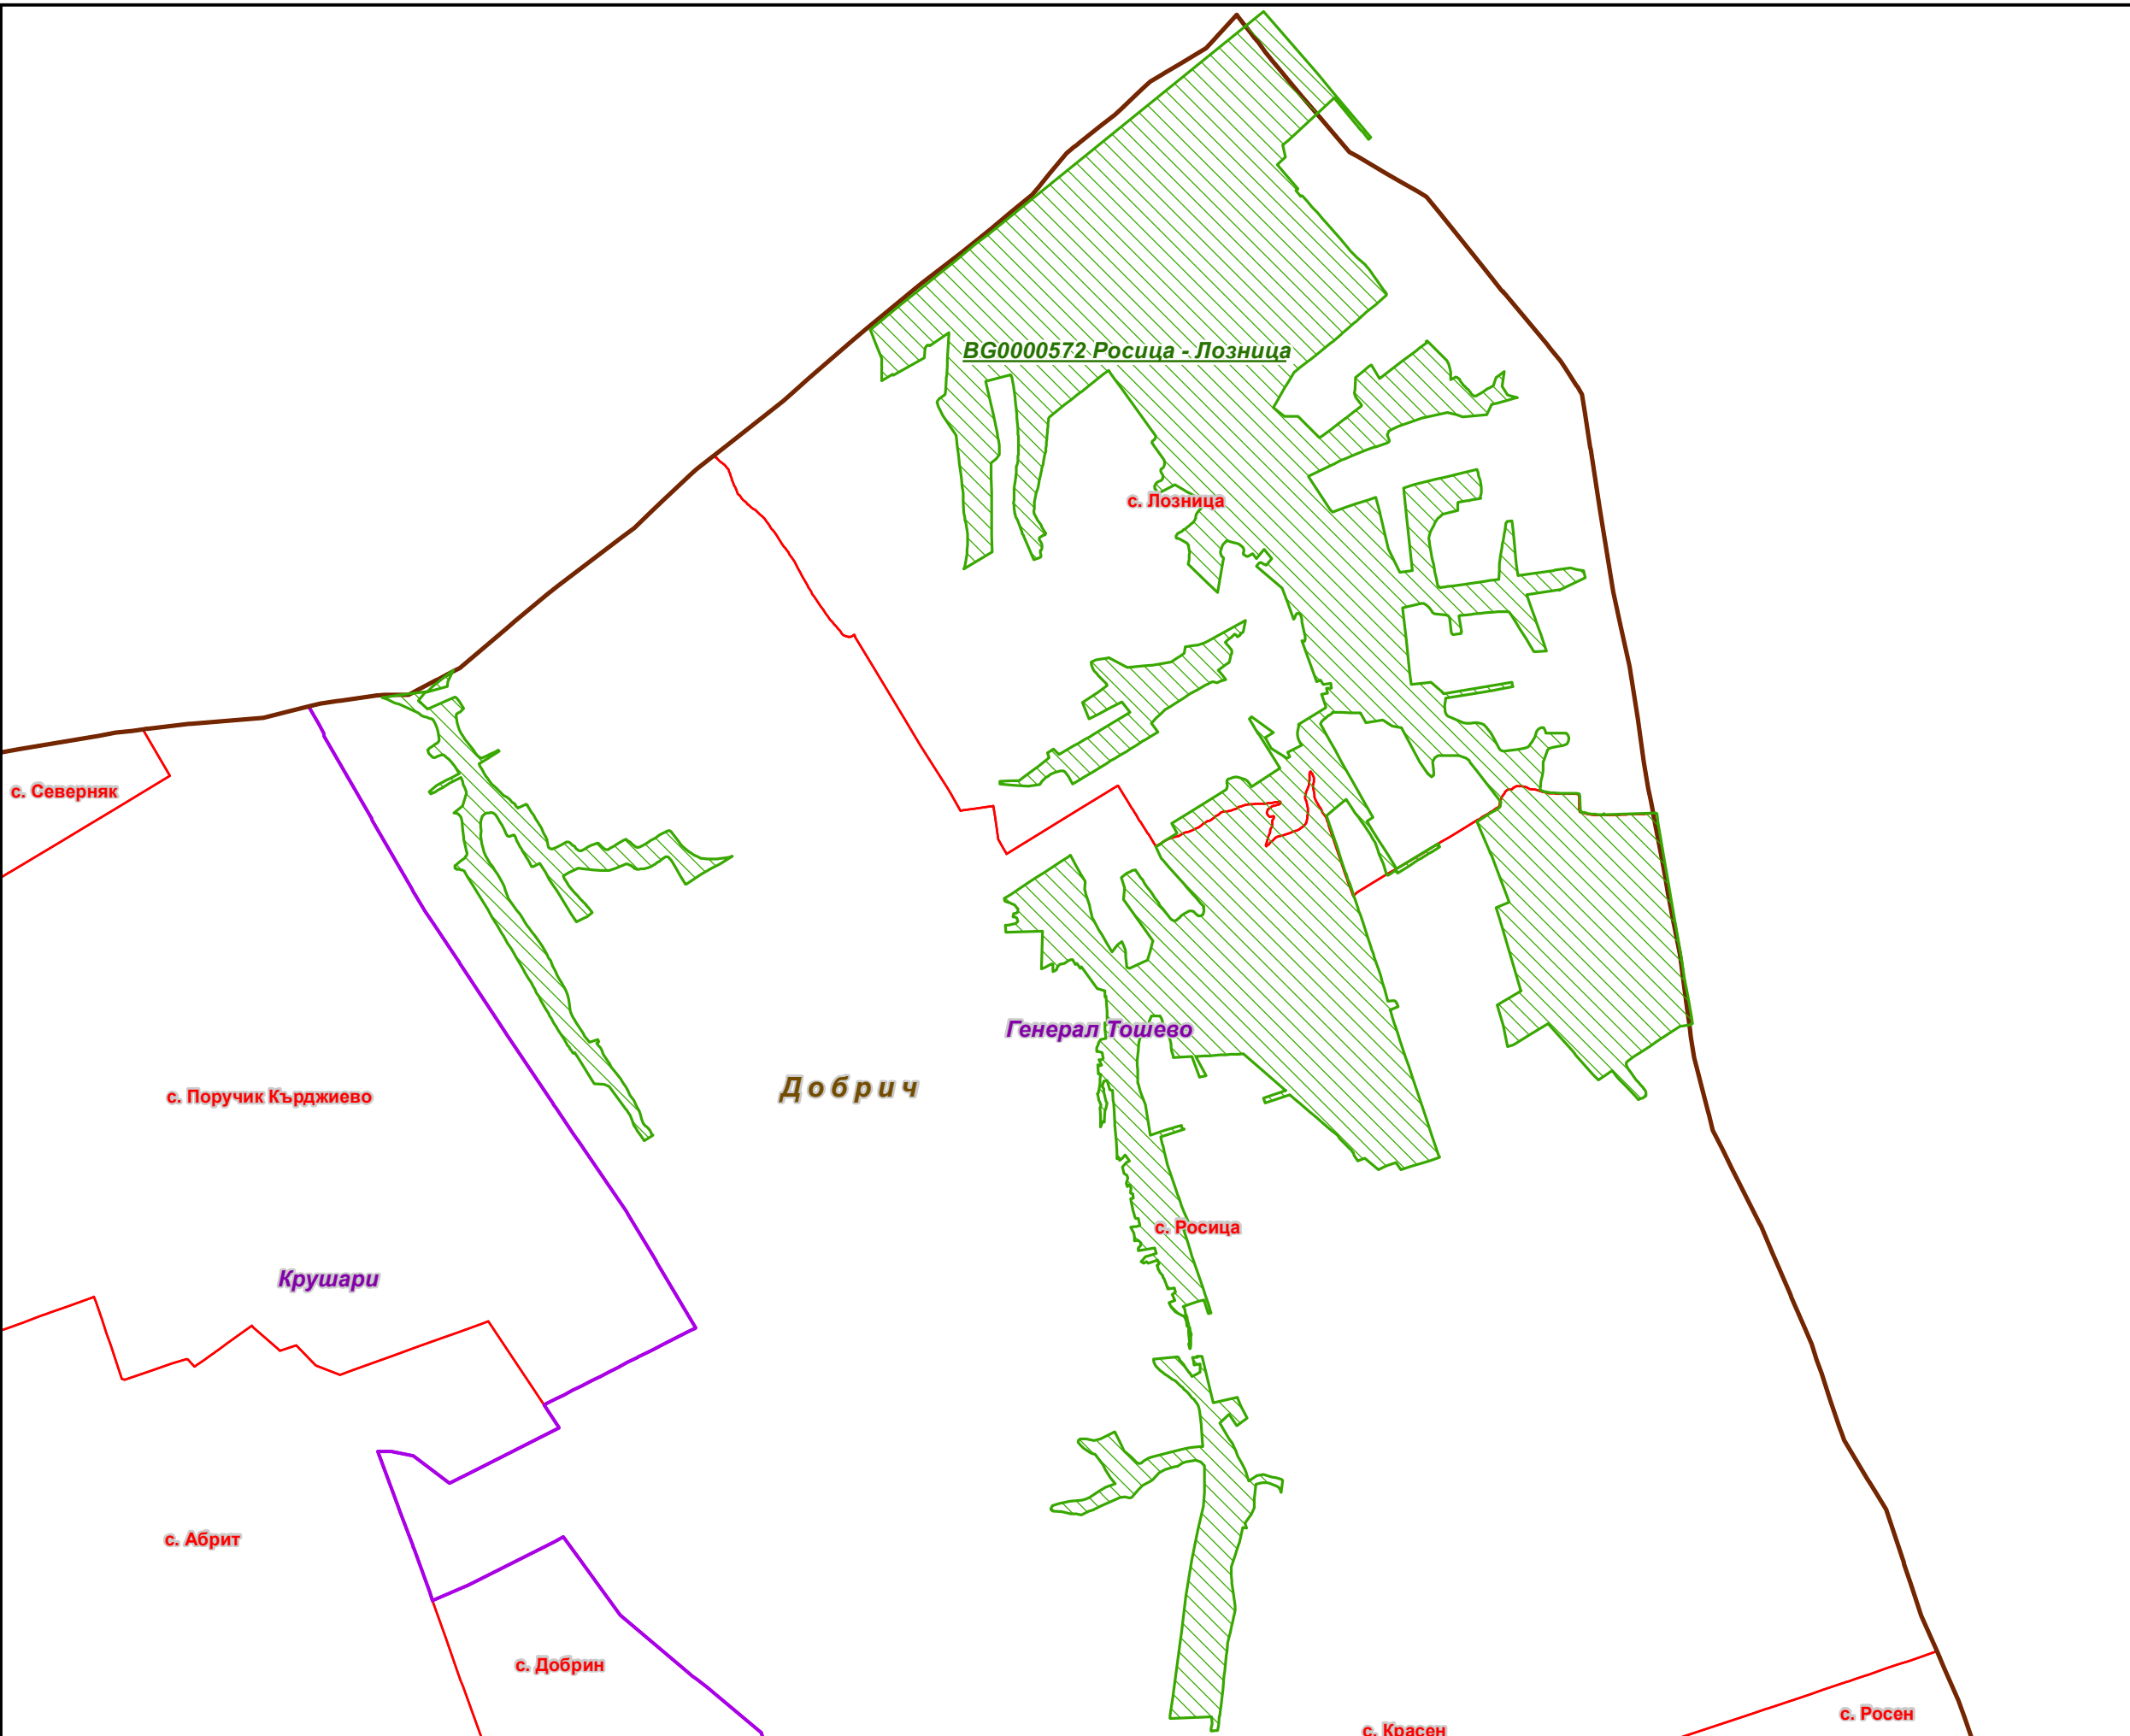 BG0000572 Росица - Лозница
с. Лозница
с. Северняк
Генерал Тошево
Добрич
с. Поручик Кърджиево
с. Росица
Крушари
с. Абрит
с. Добрин
с. Росен
с. Красен